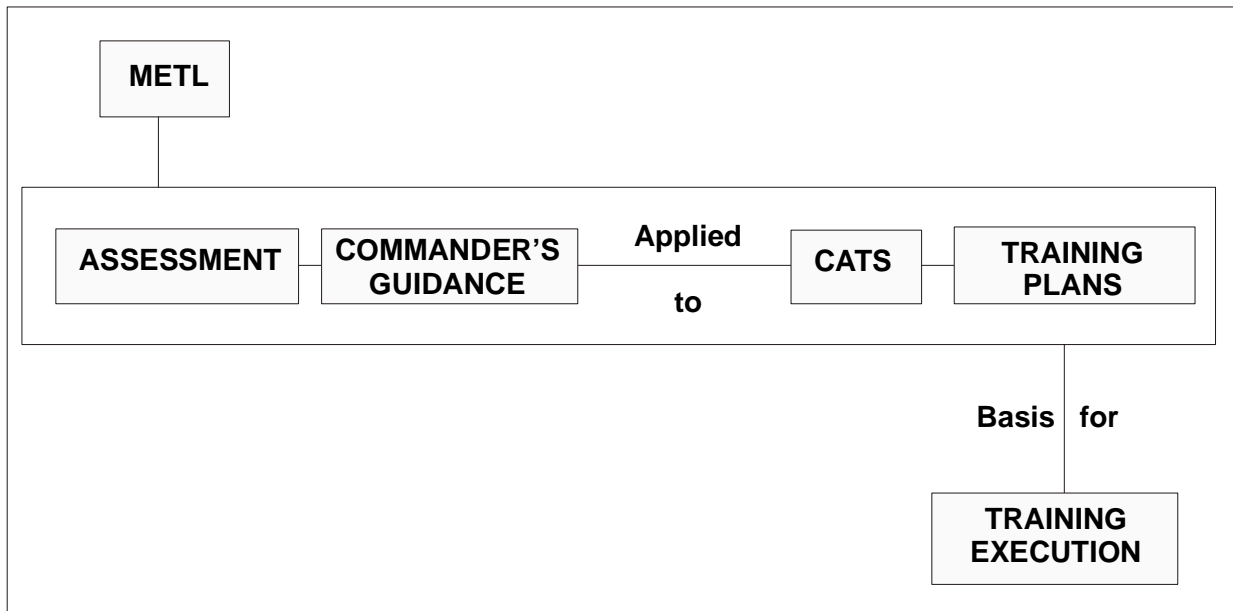 METL
ASSESSMENT
COMMANDER'S
GUIDANCE
Applied
to
CATS
TRAINING
PLANS
Basis for
TRAINING
EXECUTION